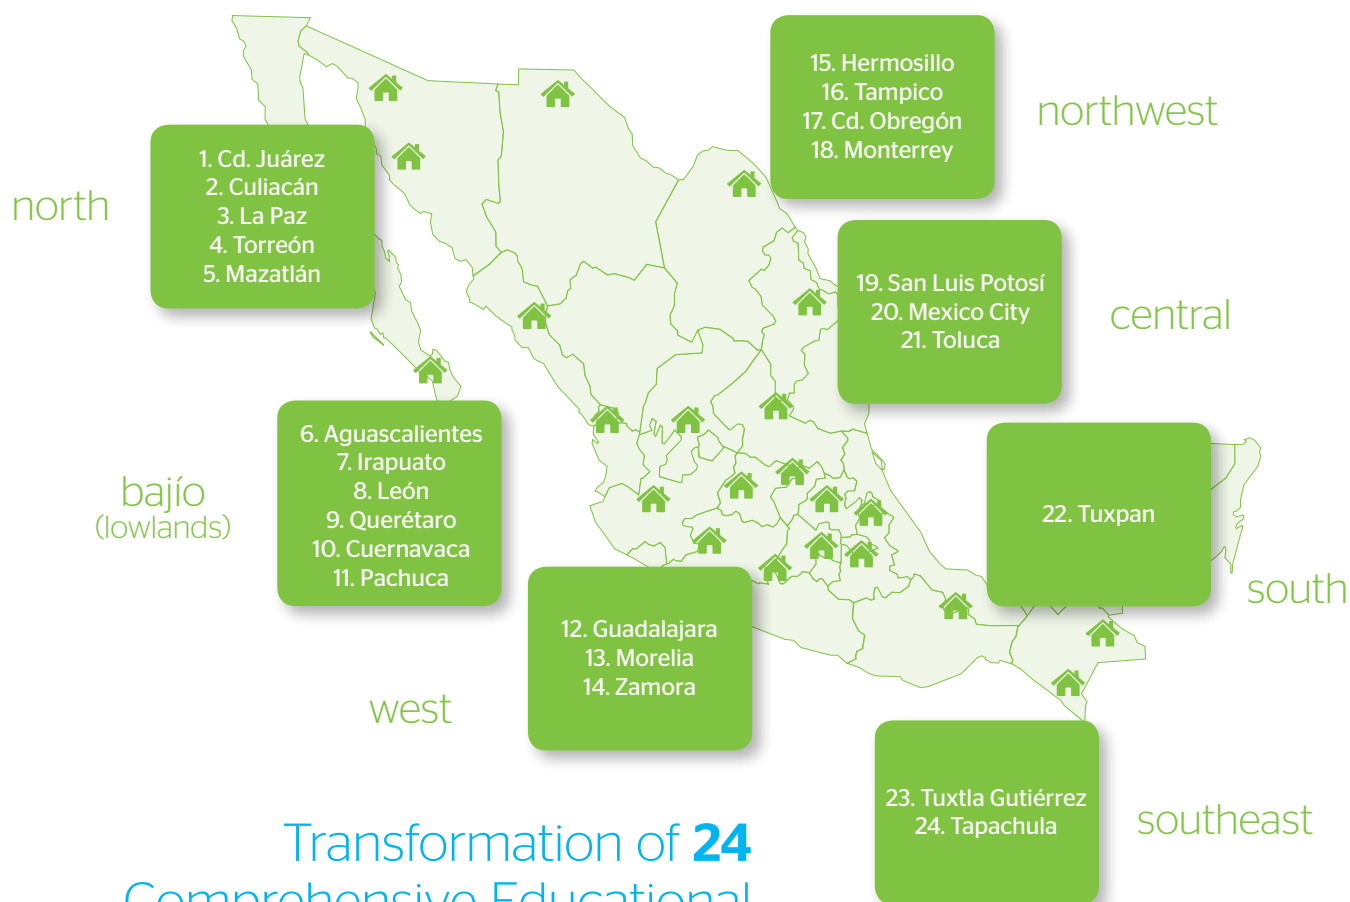 north
1. Cd. Juárez
2. Culiacán
3. La Paz
4. Torreón
5. Mazatlán
15. Hermosillo
16. Tampico
17. Cd. Obregón
18. Monterrey
northwest
19. San Luis Potosí
20. Mexico City
21. Toluca
central
bajío
(lowlands)
6. Aguascalientes
7. Irapuato
8. León
9. Querétaro
10. Cuernavaca
11. Pachuca
22. Tuxpan
south
west
12. Guadalajara
13. Morelia
14. Zamora
23. Tuxtla Gutiérrez
24. Tapachula
southeast
Transformation of 24
Comprehensive Educational